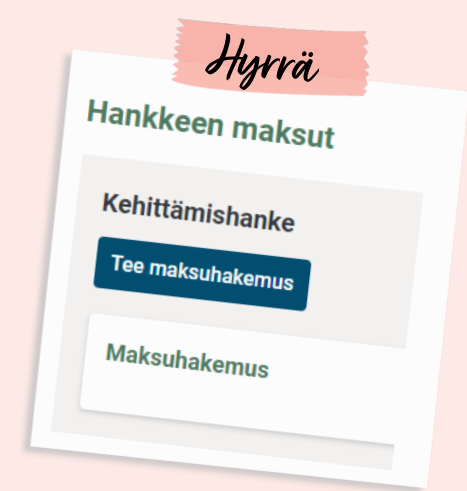 Hyrrä
Hankkeen maksut
Kehittämishanke
Tee maksuhakemus
Maksuhakemus